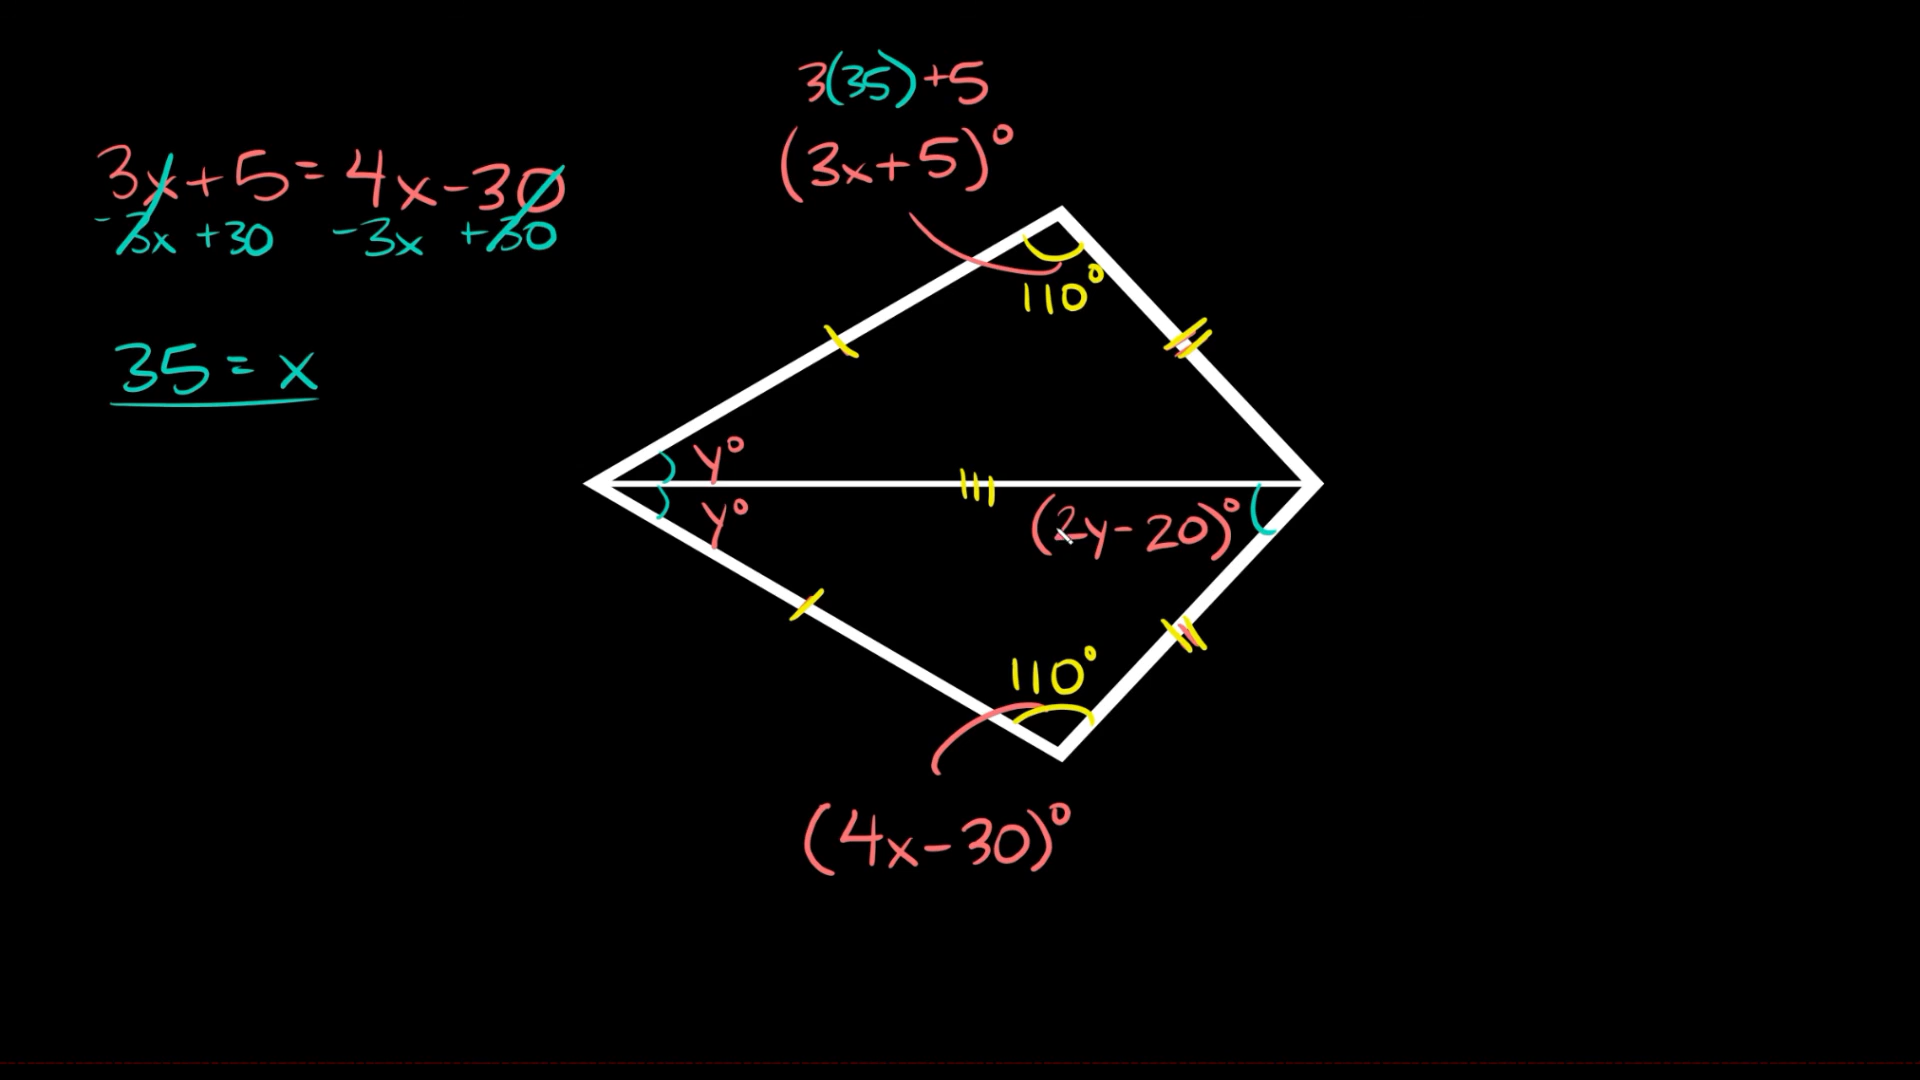 3(35)+5
(3x+5)°
3x+5=4x-30
-3x +30 -3x +30
35=x
110°
y°
y°
(2y-20)°
110°
(4x-30)°